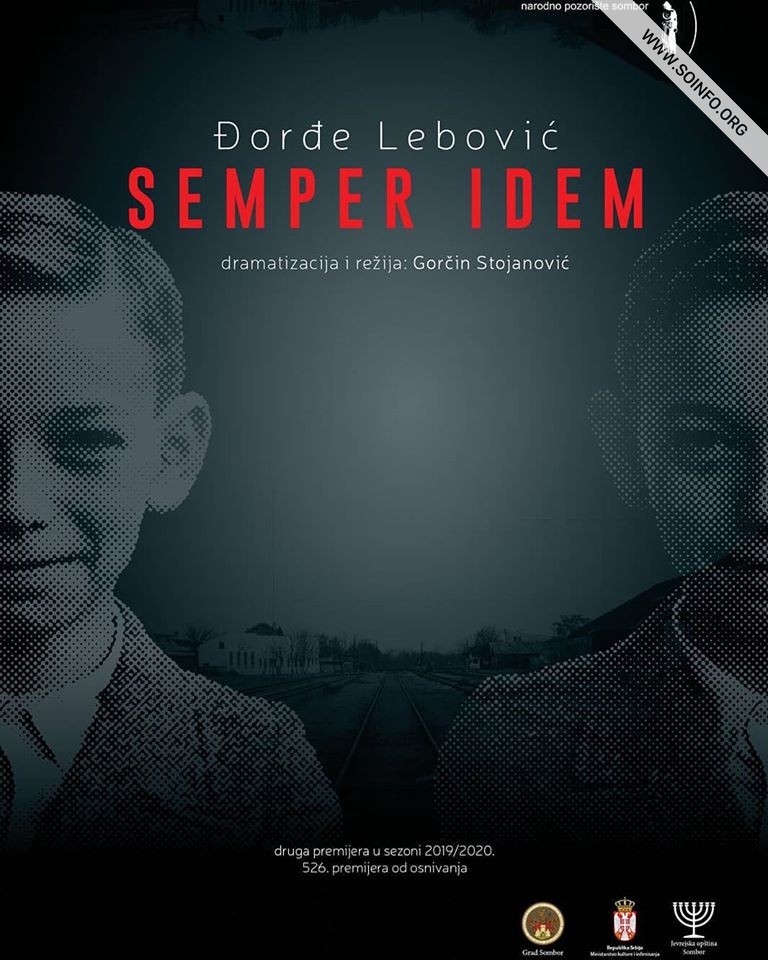 narodno pozorište sombor
WWW.SOINFO.ORG
Đorđe Lebović
SEMPER IDEM
dramatizacija i režija: Gorčin Stojanović
druga premijera u sezoni 2019/2020.
526. premijera od osnivanja
Grad Sombor
Republika Srbija
Ministarstvo kulture i informisanja
Jevrejska opština
Sombor